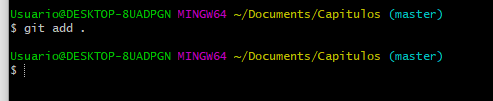 Usuario@DESKTOP-8UADPGN MINGW64 ~/Documents/Capitulos (master)
$ git add .
Usuario@DESKTOP-8UADPGN MINGW64 ~/Documents/Capitulos (master)
$